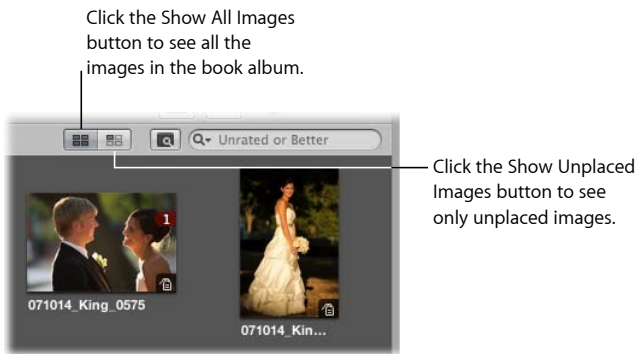 Click the Show All Images
button to see all the
images in the book album.
Unrated or Better
Click the Show Unplaced
Images button to see
only unplaced images.
1
071014_King_0575
071014_Kin...